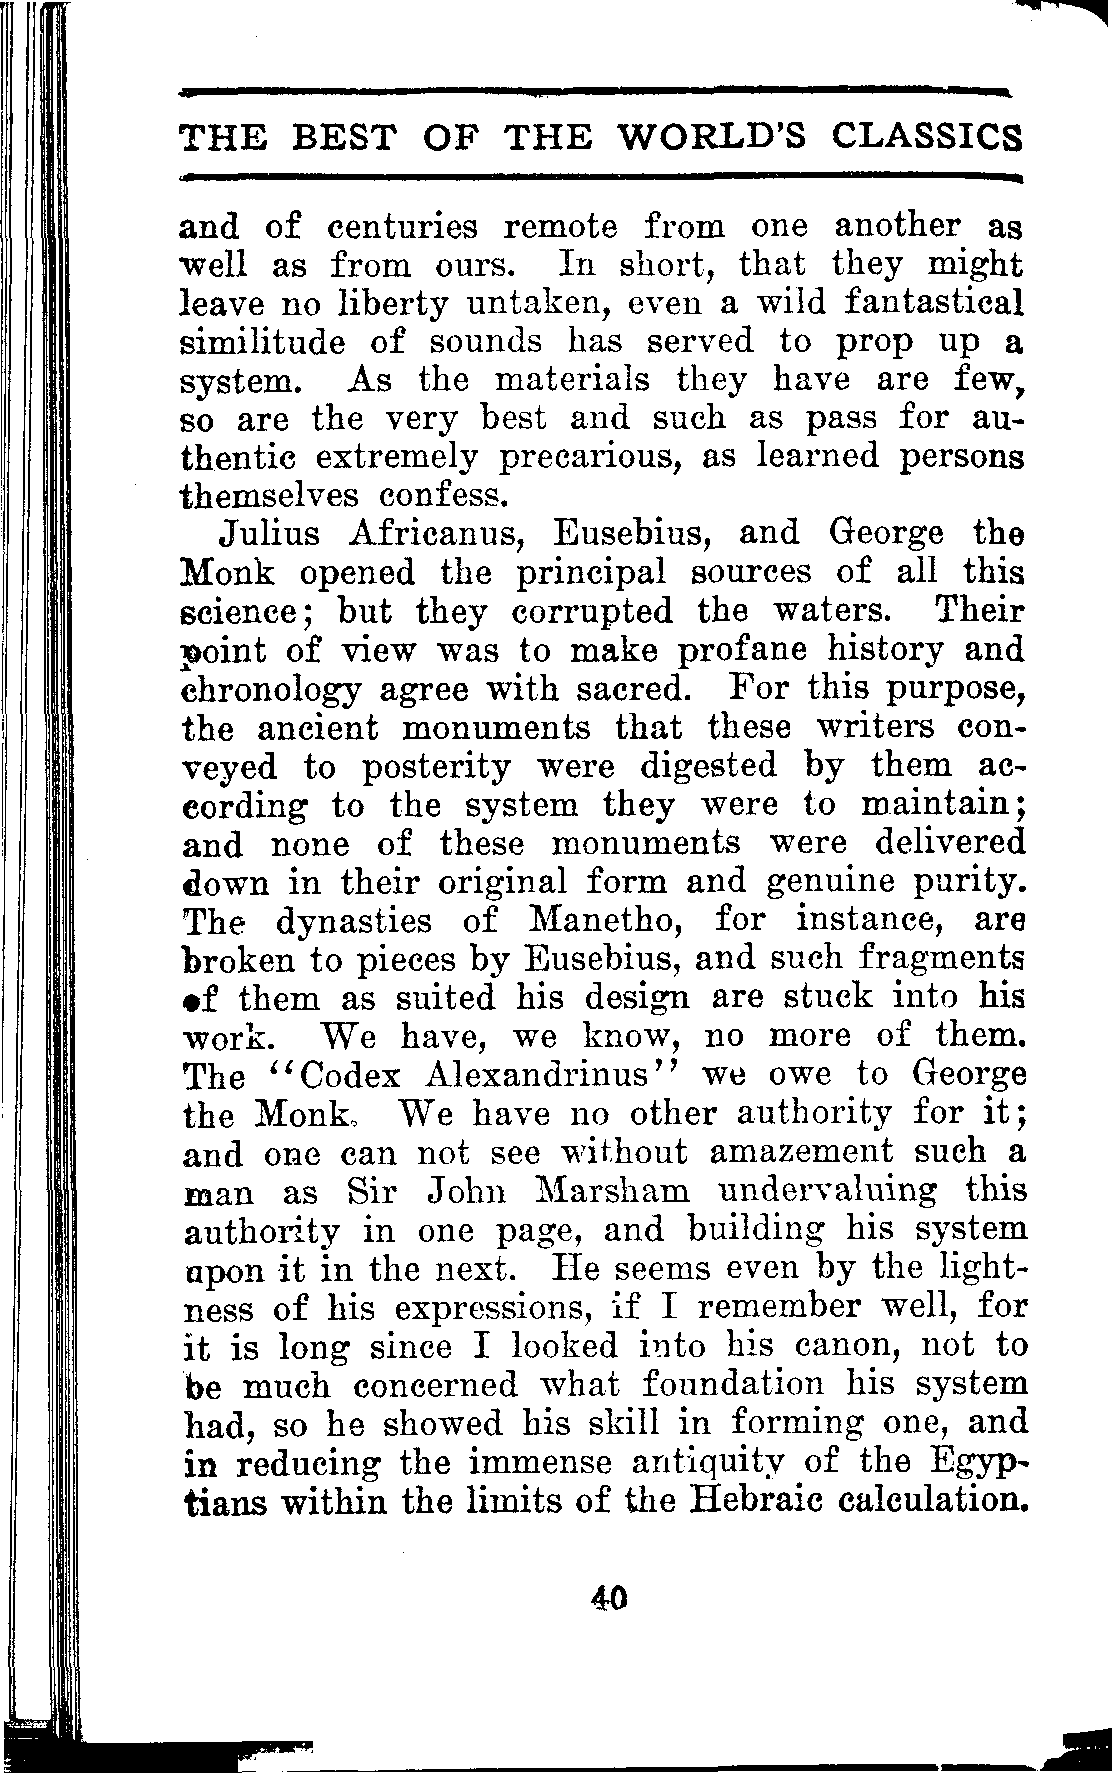 THE BEST OF THE WORLD'S CLASSICS
and of centuries remote from one another as
well as from ours. In short, that they might
leave no liberty untaken, even a wild fantastical
similitude of sounds has served to prop up a
system. As the materials they have are few,
so are the very best and such as pass for au-
thentic extremely precarious, as learned persons
themselves confess.
Julius Africanus, Eusebius, and George the
Monk opened the principal sources of all this
science; but they corrupted the waters. Their
point of view was to make profane history and
chronology agree with sacred. For this purpose,
the ancient monuments that these writers con-
veyed to posterity were digested by them ac-
cording to the system they were to maintain;
and none of these monuments were delivered
down in their original form and genuine purity.
The dynasties of Manetho, for instance, are
broken to pieces by Eusebius, and such fragments
of them as suited his design are stuck into his
work. We have, we know, no more of them.
The "Codex Alexandrinus" we owe to George
the Monk. We have no other authority for it;
and one can not see without amazement such a
man as Sir John Marsham undervaluing this
authority in one page, and building his system
upon it in the next. He seems even by the light-
ness of his expressions, if I remember well, for
it is long since I looked into his canon, not to
be much concerned what foundation his system
had, so he showed his skill in forming one, and
in reducing the immense antiquity of the Egyp-
tians within the limits of the Hebraic calculation.
40